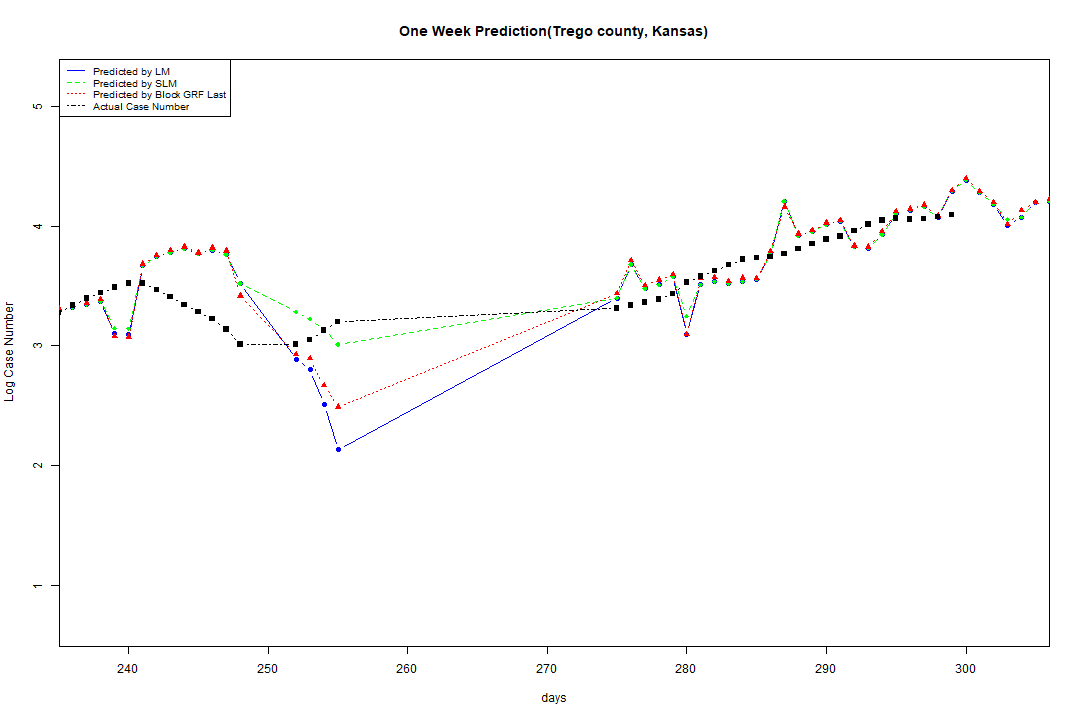 One Week Prediction(Trego county, Kansas)
Predicted by LM
Predicted by SLM
Predicted by Block GRF Last
Actual Case Number
5
4
3
2
1
Log Case Number
240 250 260 270 280 290 300
days